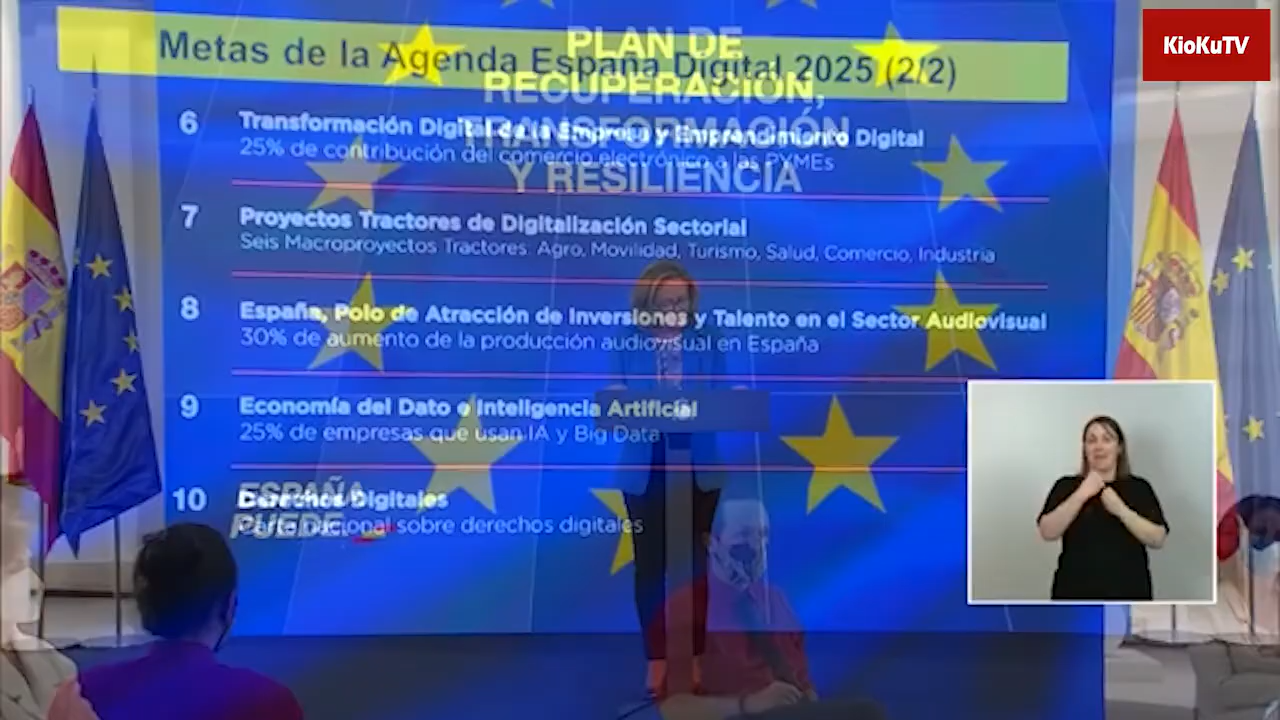 KioKuTV
Metas de la Agenda España Digital 2025 (2/2)
PLAN DE
RECUPERACIÓN,
TRANSFORMACIÓN
Y RESILIENCIA
6 Transformación Digital de la Empresa y Emprendimiento Digital
25% de contribución del comercio electrónico a las PYMEs
7 Proyectos Tractores de Digitalización Sectorial
Seis Macroproyectos Tractores: Agro, Movilidad, Turismo, Salud, Comercio, Industria
8 España, Polo de Atracción de Inversiones y Talento en el Sector Audiovisual
30% de aumento de la producción audiovisual en España
9 Economía del Dato e Inteligencia Artificial
25% de empresas que usan IA y Big Data
10 Derechos Digitales
Carta nacional sobre derechos digitales
ESPAÑA
PUEDE.